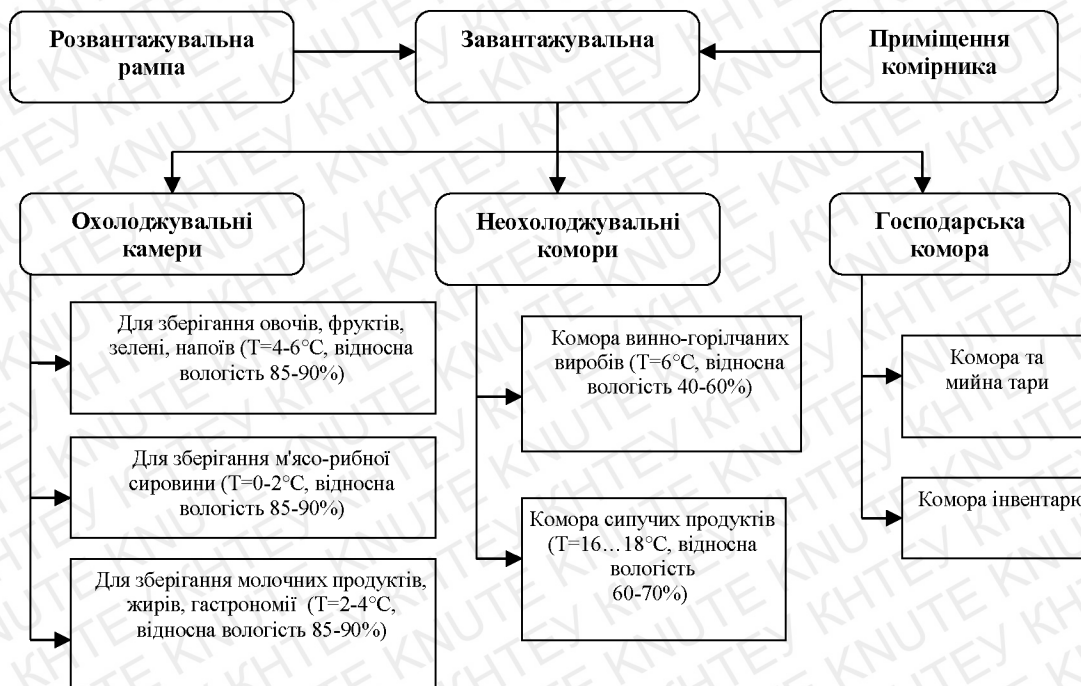 Розвантажувальна
рампа
Завантажувальна
Приміщення
комірника
Охолоджувальні
камери
Неохолоджувальні
комори
Господарська
комора
Для зберігання овочів, фруктів,
зелені, напоїв (Т=4-6°С, відносна
вологість 85-90%)
Для зберігання м'ясо-рибної
сировини (Т=0-2°С, відносна
вологість 85-90%)
Для зберігання молочних продуктів,
жирів, гастрономії (Т=2-4°С,
відносна вологість 85-90%)
Комора винно-горілчаних
виробів (Т=6°С, відносна
вологість 40-60%)
Комора сипучих продуктів
(Т=16…18°С, відносна
вологість
60-70%)
Комора та
мийна тари
Комора інвентарю
КНТЕУ KNUTE